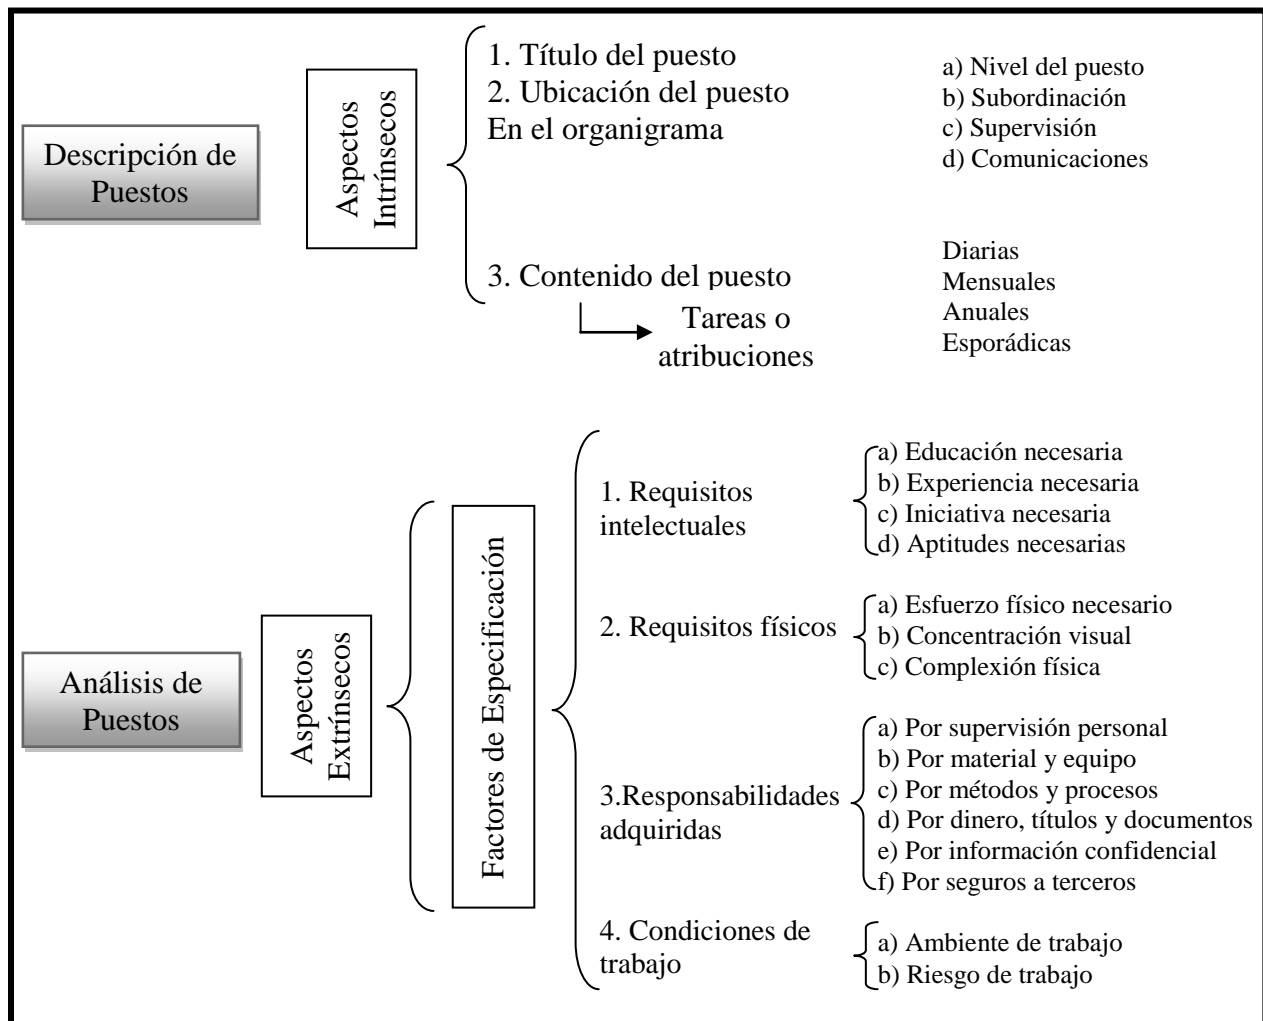 Descripción de
Puestos
Aspectos
Intrínsecos
1. Título del puesto
2. Ubicación del puesto
En el organigrama
a) Nivel del puesto
b) Subordinación
c) Supervisión
d) Comunicaciones
3. Contenido del puesto
Tareas o
atribuciones
Diarias
Mensuales
Anuales
Esporádicas
Análisis de
Puestos
Aspectos
Extrínsecos
Factores de Especificación
1. Requisitos
intelectuales
a) Educación necesaria
b) Experiencia necesaria
c) Iniciativa necesaria
d) Aptitudes necesarias
2. Requisitos físicos
a) Esfuerzo físico necesario
b) Concentración visual
c) Complexión física
3.Responsabilidades
adquiridas
a) Por supervisión personal
b) Por material y equipo
c) Por métodos y procesos
d) Por dinero, títulos y documentos
e) Por información confidencial
f) Por seguros a terceros
4. Condiciones de
trabajo
a) Ambiente de trabajo
b) Riesgo de trabajo